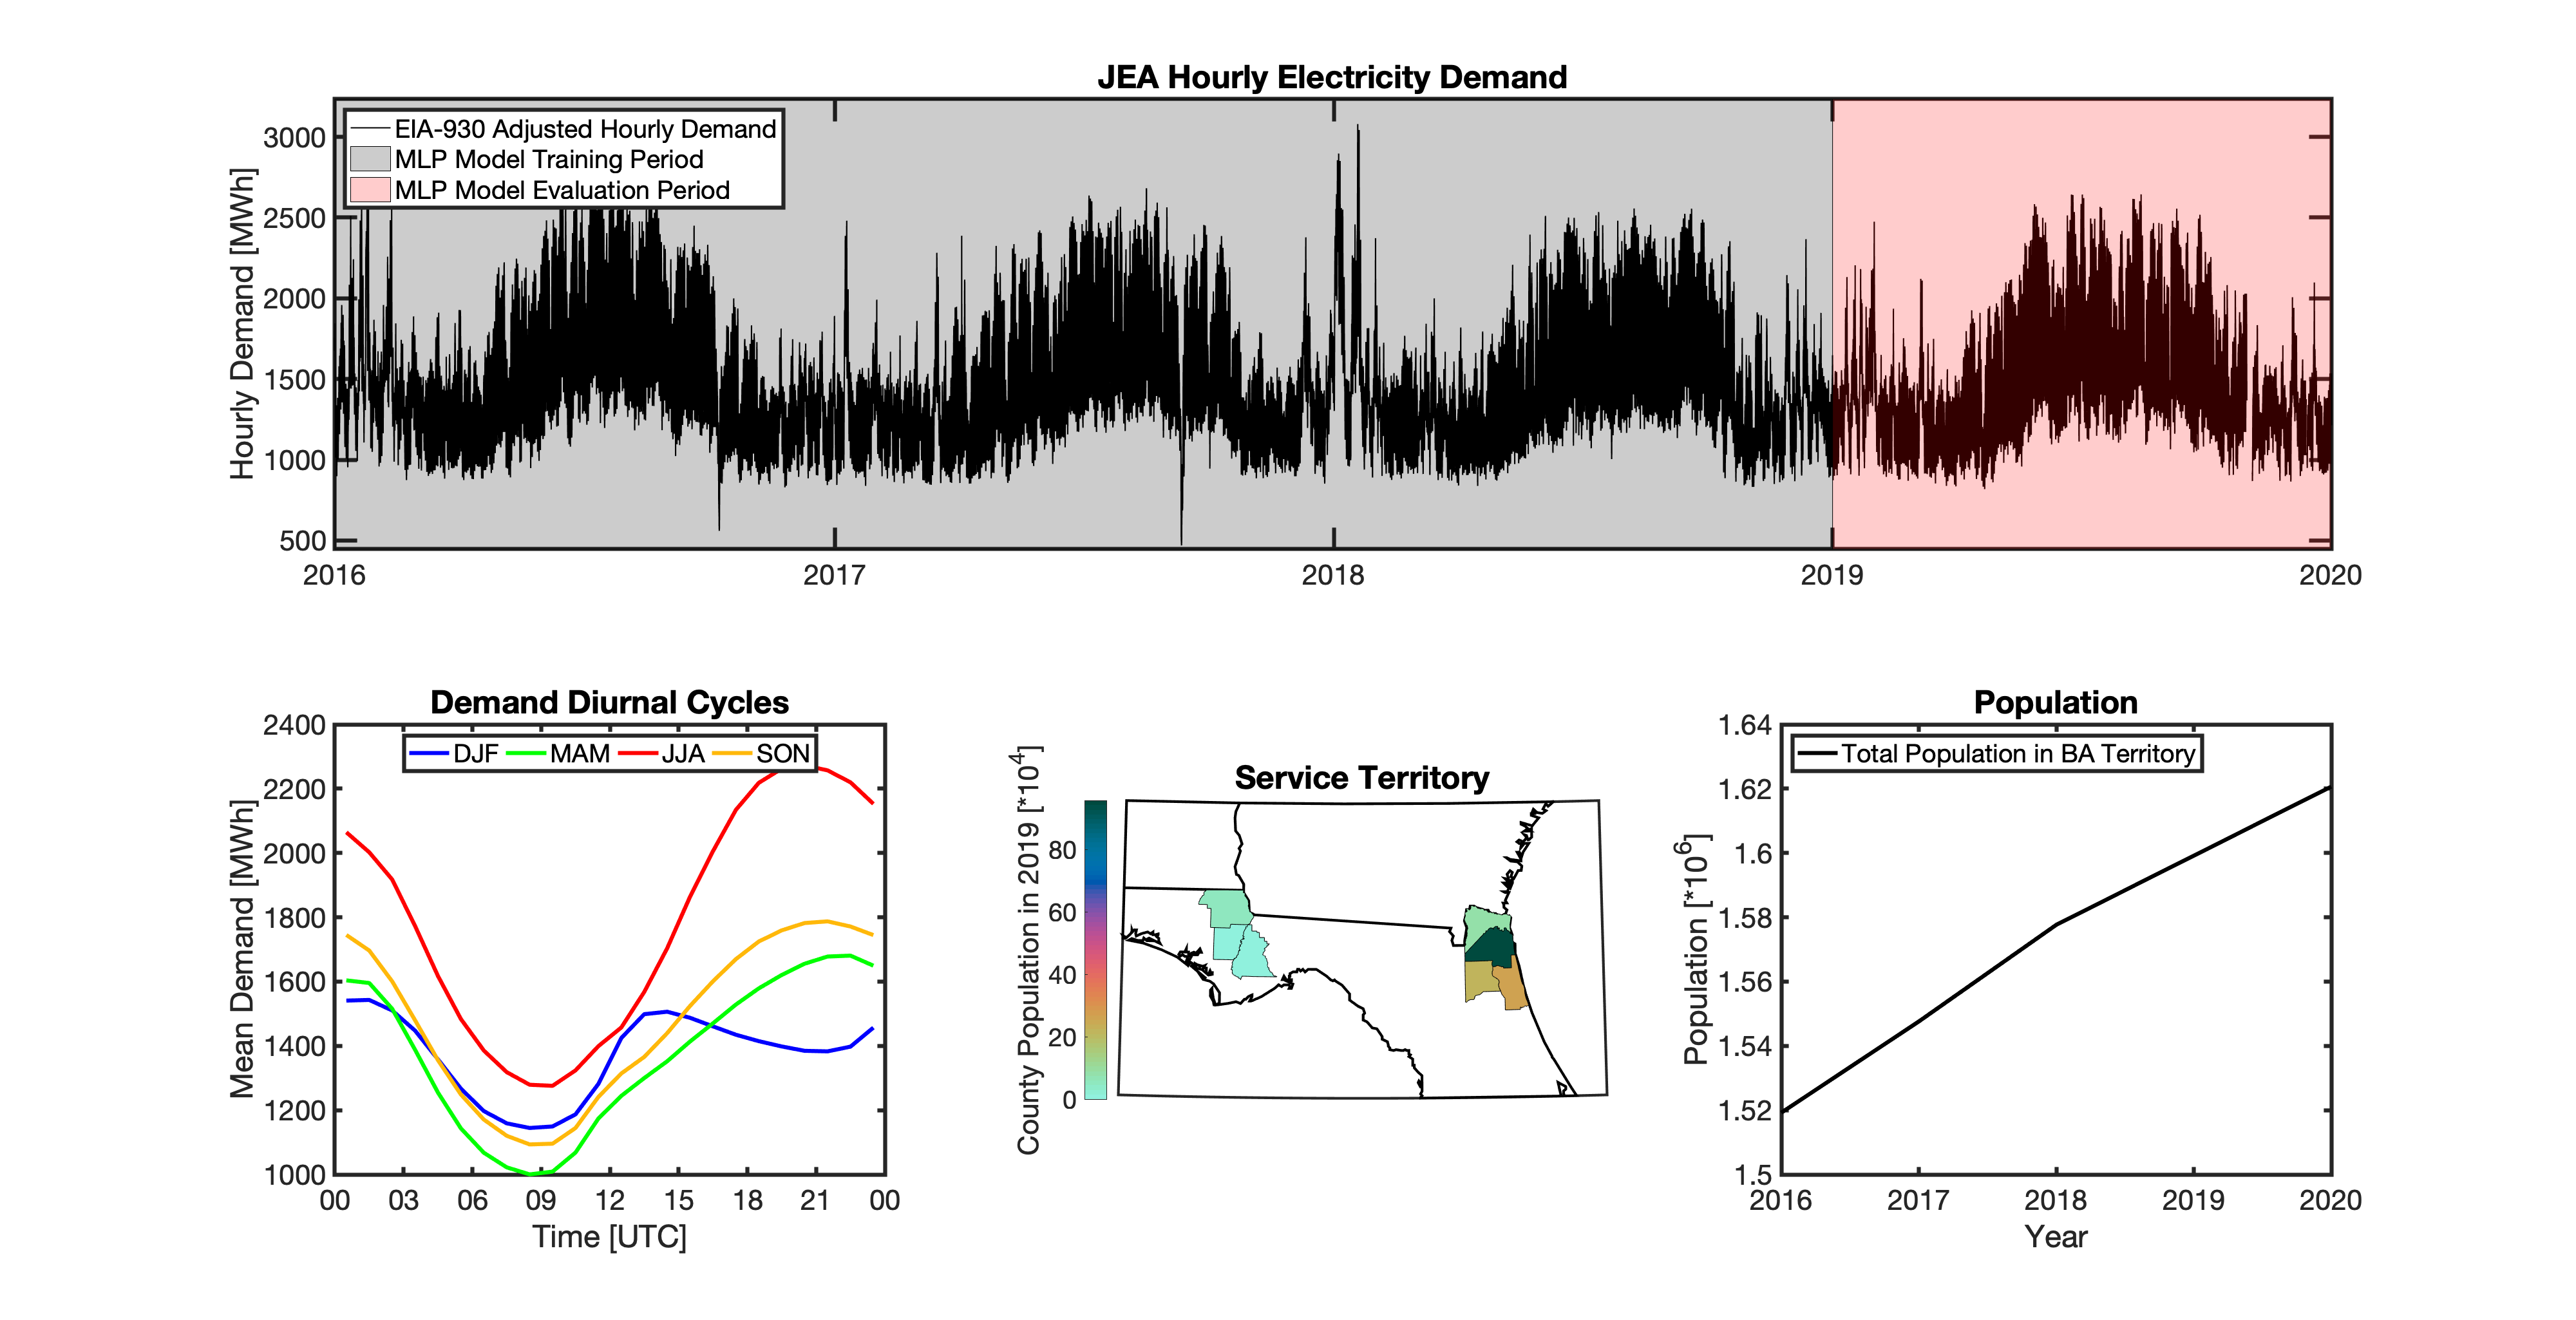 JEA Hourly Electricity Demand
EIA-930 Adjusted Hourly Demand
MLP Model Training Period
MLP Model Evaluation Period
Hourly Demand [MWh]
3000
2500
2000
1500
1000
500
2016 2017 2018 2019 2020
Demand Diurnal Cycles
DJF MAM JJA SON
Mean Demand [MWh]
2400
2200
2000
1800
1600
1400
1200
1000
00 03 06 09 12 15 18 21 00
Time [UTC]
Service Territory
County Population in 2019 [*10^4]
80
60
40
20
0
Population
Total Population in BA Territory
Population [*10^6]
1.64
1.62
1.6
1.58
1.56
1.54
1.52
1.5
2016 2017 2018 2019 2020
Year